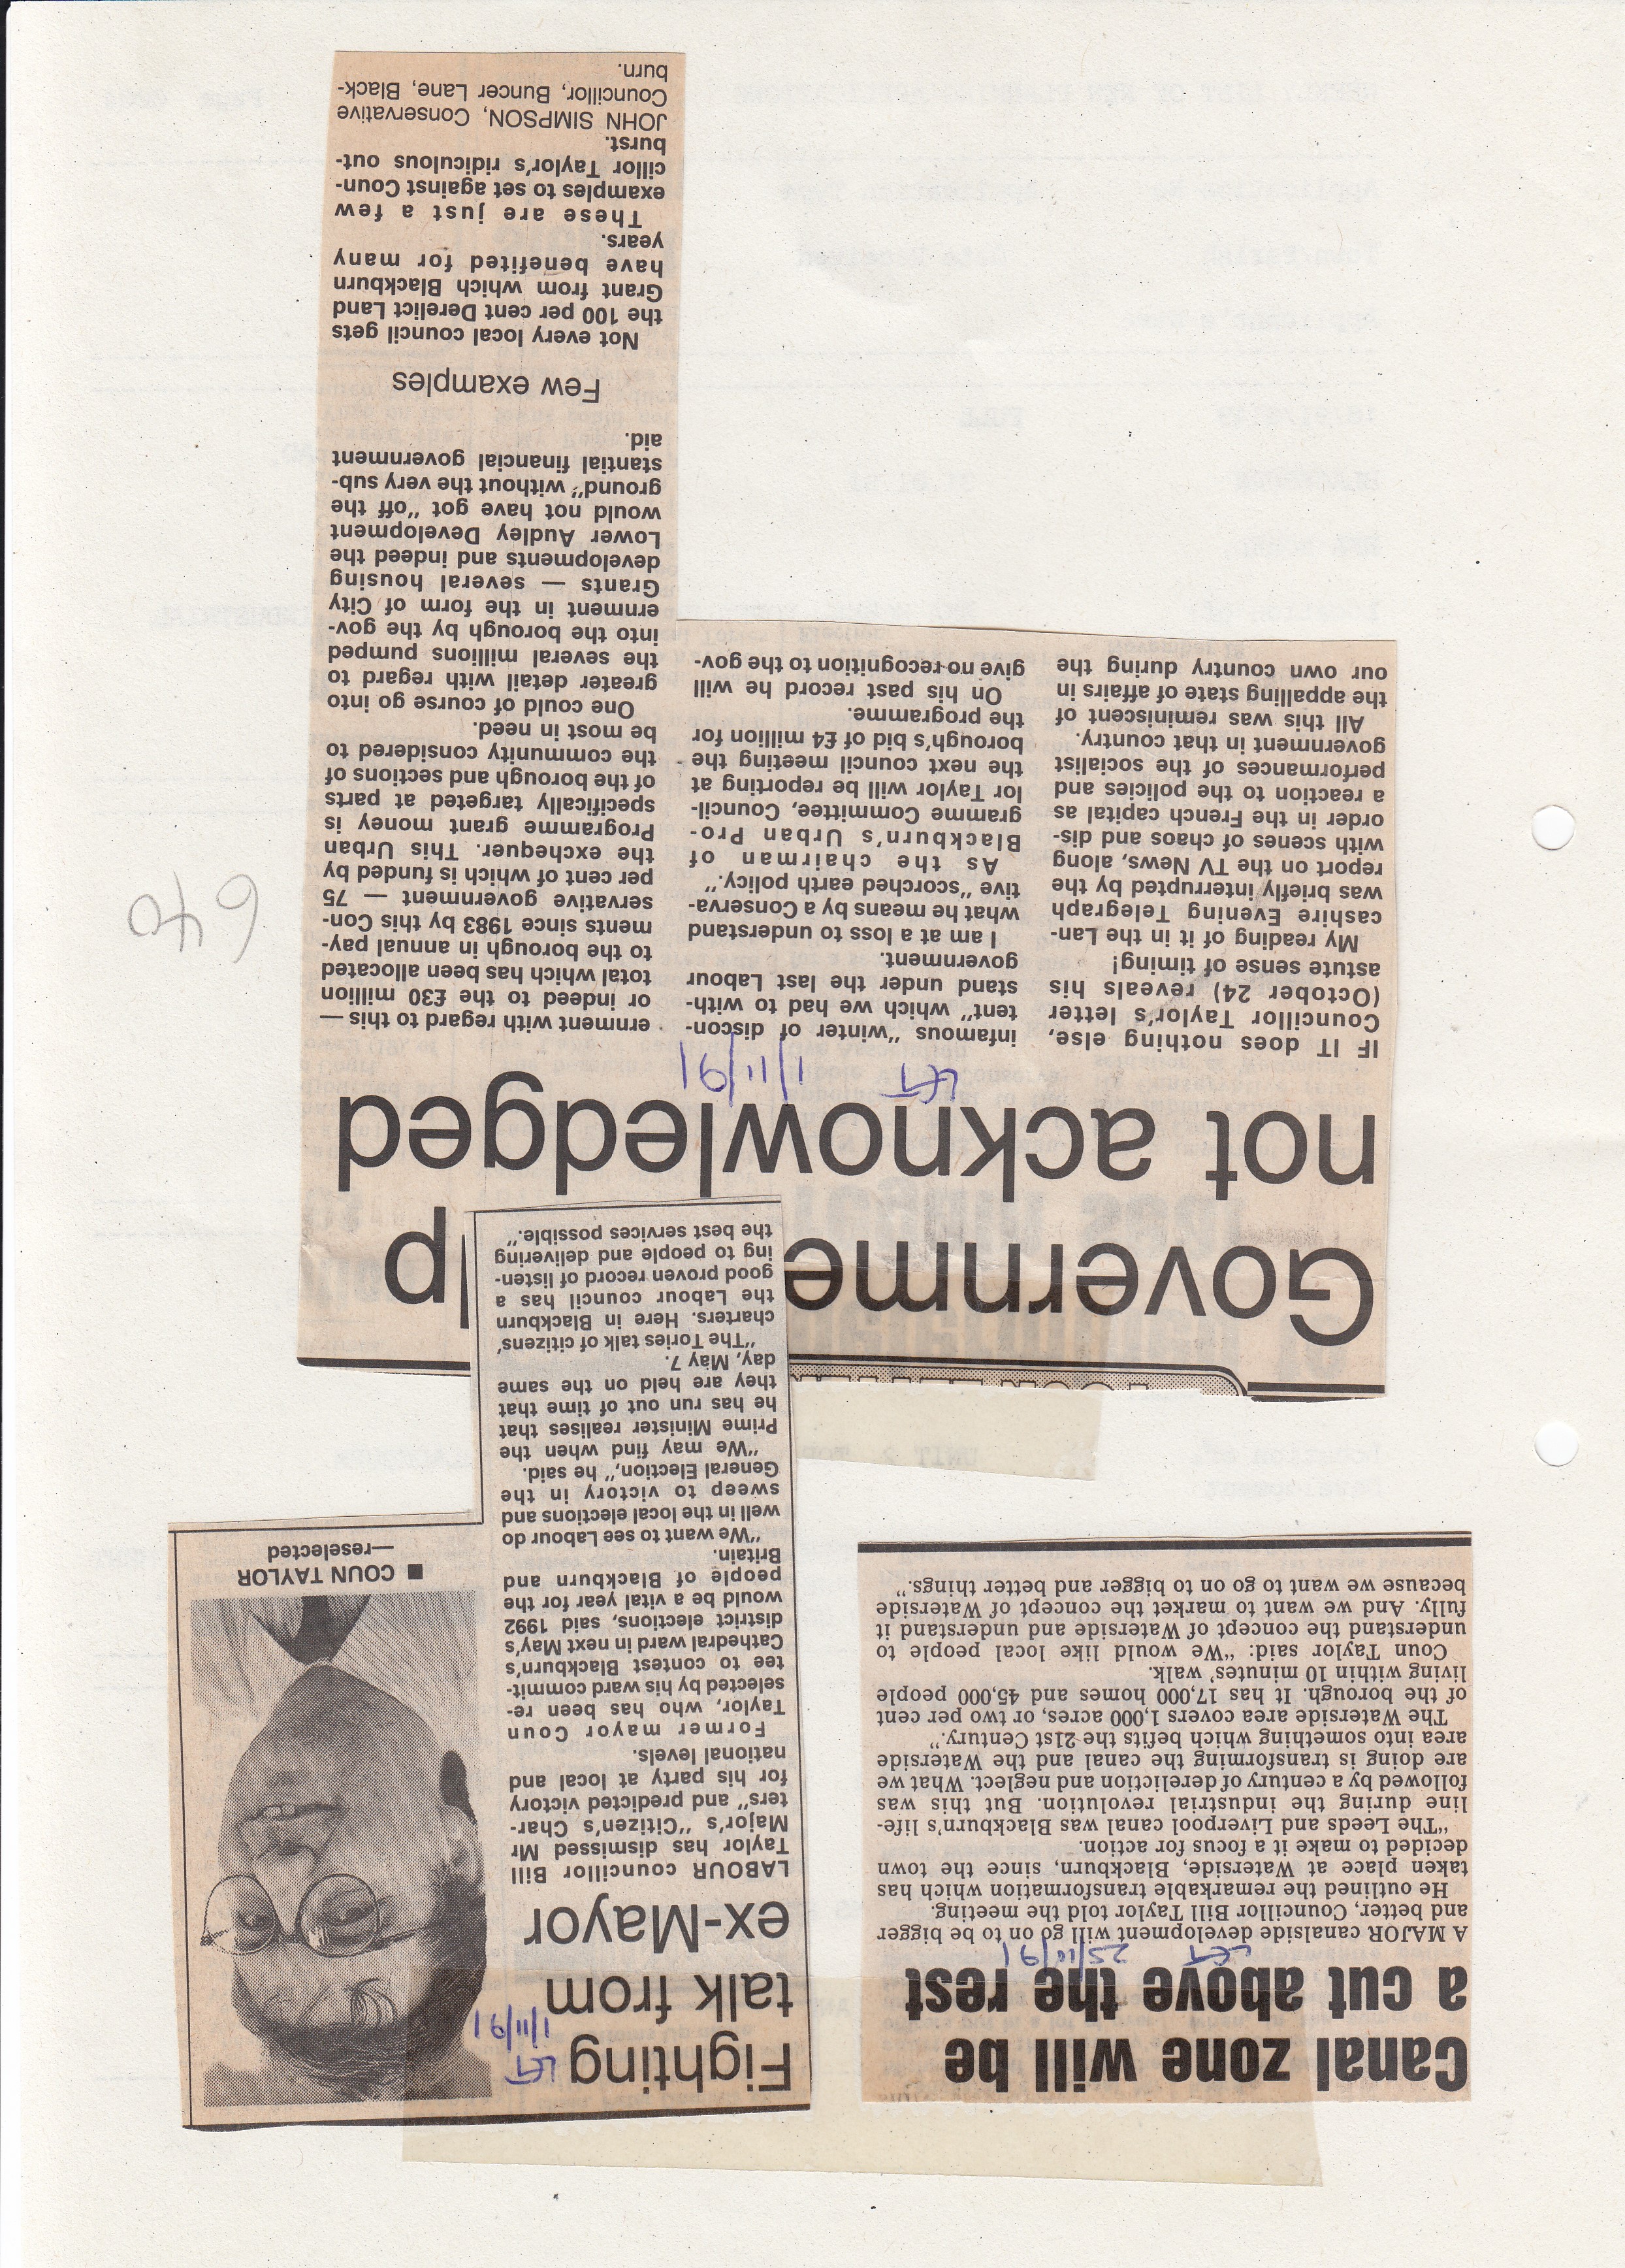 Canal zone will be
a cut above the rest
LET 25/10/91
A MAJOR canalside development will go on to be bigger
and better, Councillor Bill Taylor told the meeting.
He outlined the remarkable transformation which has
taken place at Waterside, Blackburn, since the town
decided to make it a focus for action.
"The Leeds and Liverpool canal was Blackburn's life-
line during the industrial revolution. But this was
followed by a century of dereliction and neglect. What we
are doing is transforming the canal and the Waterside
area into something which befits the 21st Century."
The Waterside area covers 1,000 acres, or two per cent
of the borough. It has 17,000 homes and 45,000 people
living within 10 minutes' walk.
Coun Taylor said: "We would like local people to
understand the concept of Waterside and understand it
fully. And we want to market the concept of Waterside
because we want to go on to bigger and better things."
Fighting
talk from
ex-Mayor
LET
1/11/91
LABOUR councillor Bill
Taylor has dismissed Mr
Major's "Citizen's Char-
ters" and predicted victory
for his party at local and
national levels.
Former mayor Coun
Taylor, who has been re-
selected by his ward commit-
tee to contest Blackburn's
Cathedral ward in next May's
district elections, said 1992
would be a vital year for the
people of Blackburn and
Britain.
"We want to see Labour do
well in the local elections and
sweep to victory in the
General Election," he said.
"We may find when the
Prime Minister realises that
he has run out of time that
they are held on the same
day, May 7.
"The Tories talk of citizens'
charters. Here in Blackburn
the Labour council has a
good proven record of listen-
ing to people and delivering
the best services possible."
■ COUN TAYLOR
—reselected
Governme lp
not acknowledged
LET 1/11/91
IF IT does nothing else,
Councillor Taylor's letter
(October 24) reveals his
astute sense of timing!
My reading of it in the Lan-
cashire Evening Telegraph
was briefly interrupted by the
report on the TV News, along
with scenes of chaos and dis-
order in the French capital as
a reaction to the policies and
performances of the socialist
government in that country.
All this was reminiscent of
the appalling state of affairs in
our own country during the
infamous "winter of discon-
tent" which we had to with-
stand under the last Labour
government.
I am at a loss to understand
what he means by a Conserva-
tive "scorched earth policy."
As the chairman of
Blackburn's Urban Pro-
gramme Committee, Council-
lor Taylor will be reporting at
the next council meeting the
borough's bid of £4 million for
the programme.
On his past record he will
give no recognition to the gov-
ernment with regard to this —
or indeed to the £30 million
total which has been allocated
to the borough in annual pay-
ments since 1983 by this Con-
servative government — 75
per cent of which is funded by
the exchequer. This Urban
Programme grant money is
specifically targeted at parts
of the borough and sections of
the community considered to
be most in need.
One could of course go into
greater detail with regard to
the several millions pumped
into the borough by the gov-
ernment in the form of City
Grants — several housing
developments and indeed the
Lower Audley Development
would not have got "off the
ground" without the very sub-
stantial financial government
aid.
Few examples
Not every local council gets
the 100 per cent Derelict Land
Grant from which Blackburn
have benefited for many
years.
These are just a few
examples to set against Coun-
cillor Taylor's ridiculous out-
burst.
JOHN SIMPSON, Conservative
Councillor, Buncer Lane, Black-
burn.
640